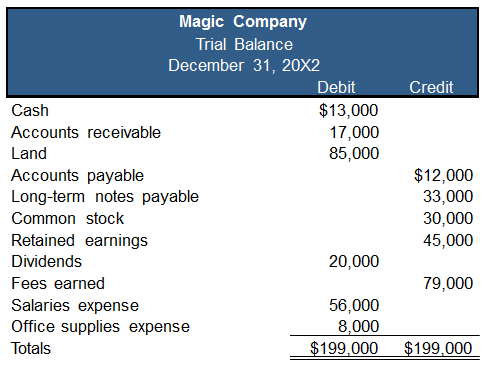 Magic Company
Trial Balance
December 31, 20X2
Debit Credit
Cash $13,000
Accounts receivable 17,000
Land 85,000
Accounts payable $12,000
Long-term notes payable 33,000
Common stock 30,000
Retained earnings 45,000
Dividends 20,000
Fees earned 79,000
Salaries expense 56,000
Office supplies expense 8,000
Totals $199,000 $199,000